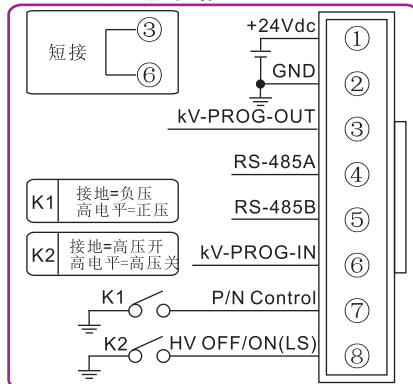 短接 ③ ⑥
+24Vdc ①
GND ②
kV-PROG-OUT ③
RS-485A ④
RS-485B ⑤
kV-PROG-IN ⑥
K1 接地=负压
高电平=正压
K2 接地=高压开
高电平=高压关
K1 P/N Control ⑦
K2 HV OFF/ON(LS) ⑧